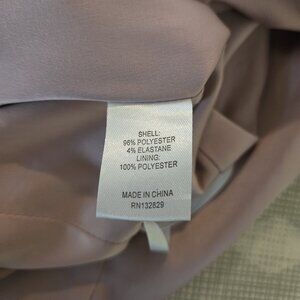 SHELL:
96% POLYESTER
4% ELASTANE
LINING:
100% POLYESTER
MADE IN CHINA
RN132829